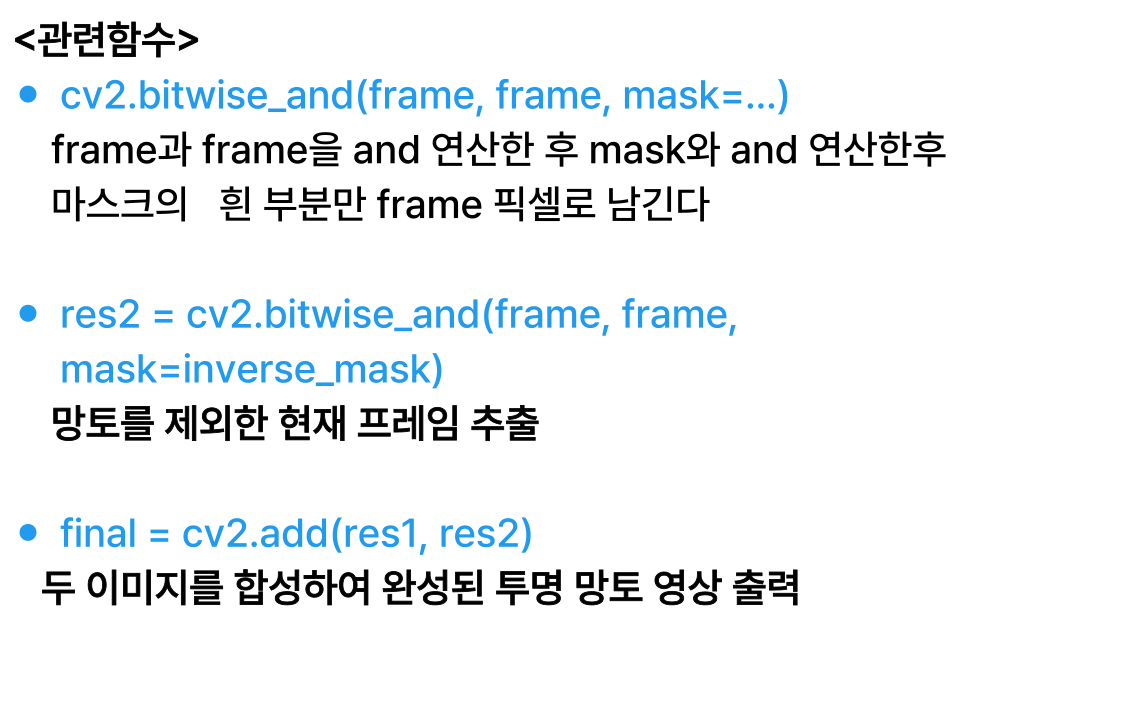 <관련함수>
• cv2.bitwise_and(frame, frame, mask=...)
frame과 frame을 and 연산한 후 mask와 and 연산한후
마스크의 흰 부분만 frame 픽셀로 남긴다
• res2 = cv2.bitwise_and(frame, frame,
mask=inverse_mask)
망토를 제외한 현재 프레임 추출
• final = cv2.add(res1, res2)
두 이미지를 합성하여 완성된 투명 망토 영상 출력